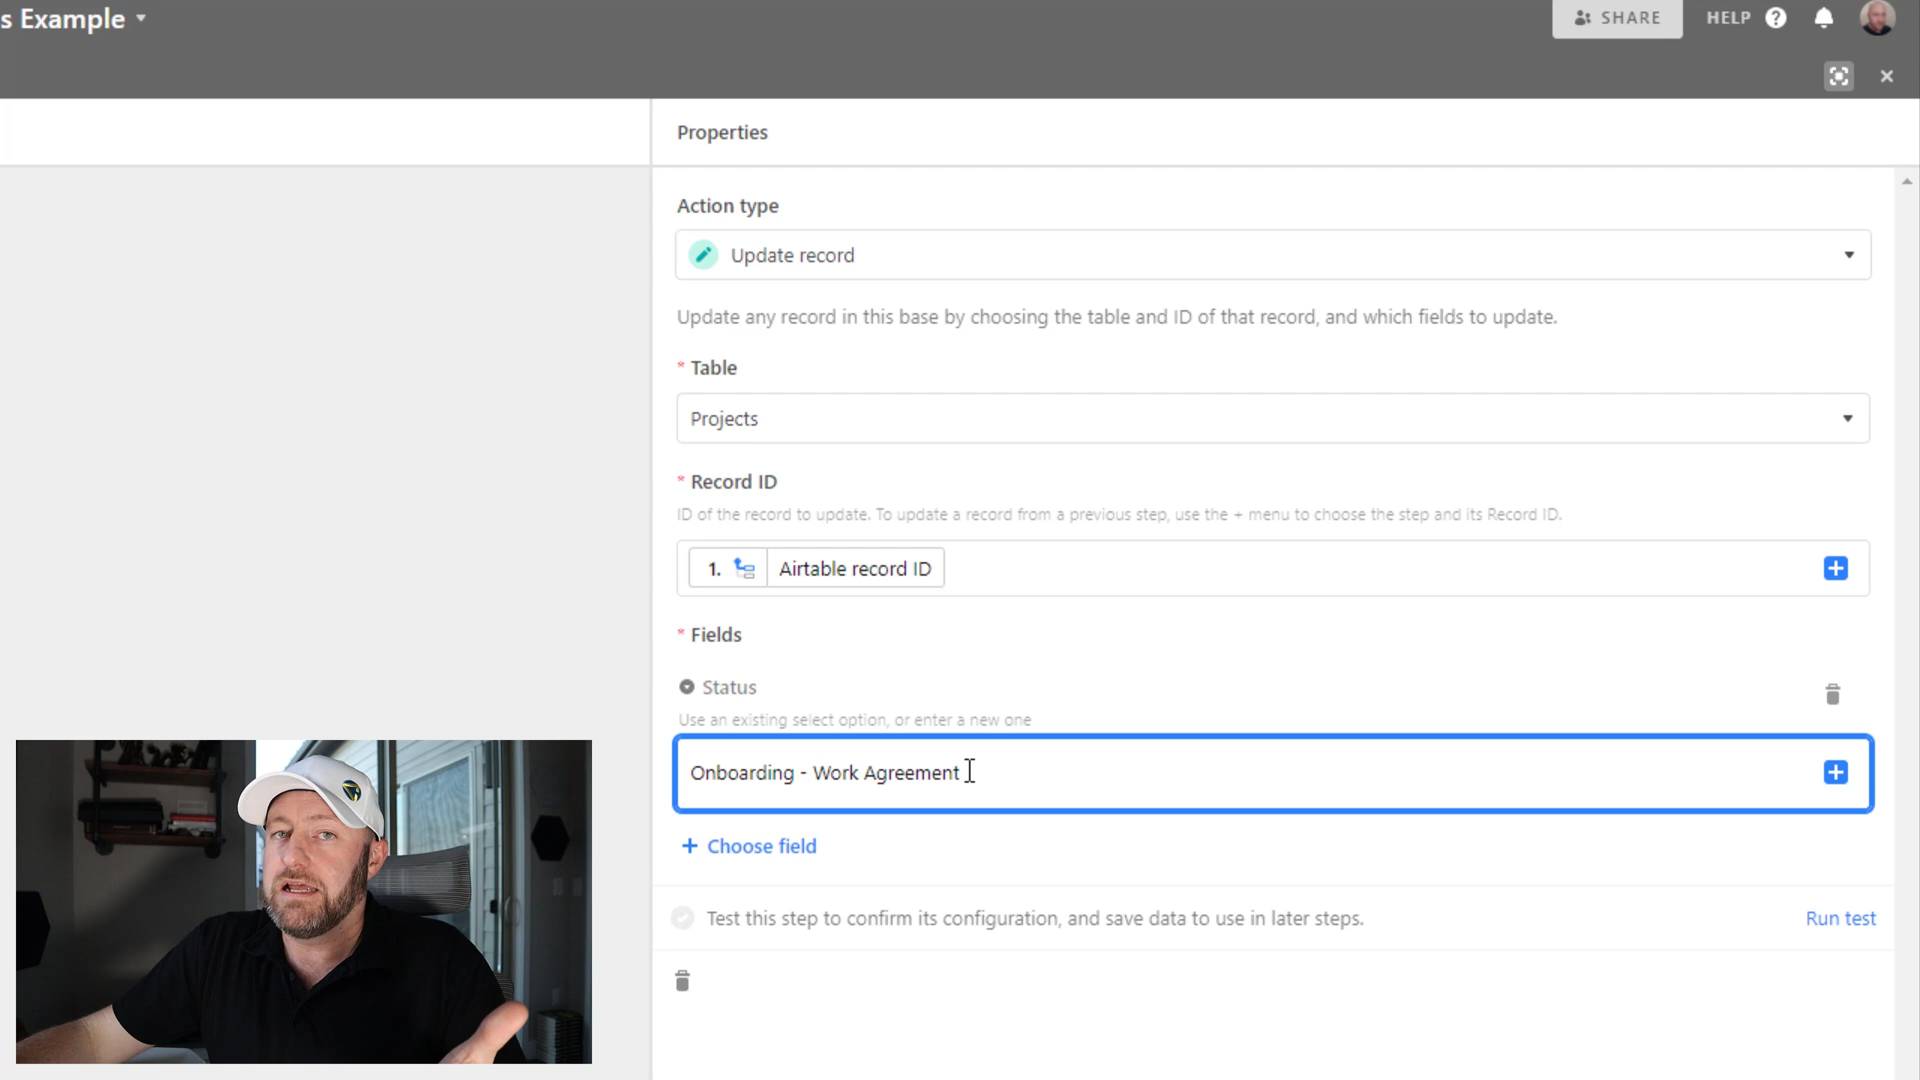 s Example
SHARE
HELP
Properties
Action type
Update record
Update any record in this base by choosing the table and ID of that record, and which fields to update.
* Table
Projects
* Record ID
ID of the record to update. To update a record from a previous step, use the + menu to choose the step and its Record ID.
1. Airtable record ID
* Fields
Status
Use an existing select option, or enter a new one
Onboarding - Work Agreement
+ Choose field
Test this step to confirm its configuration, and save data to use in later steps.
Run test